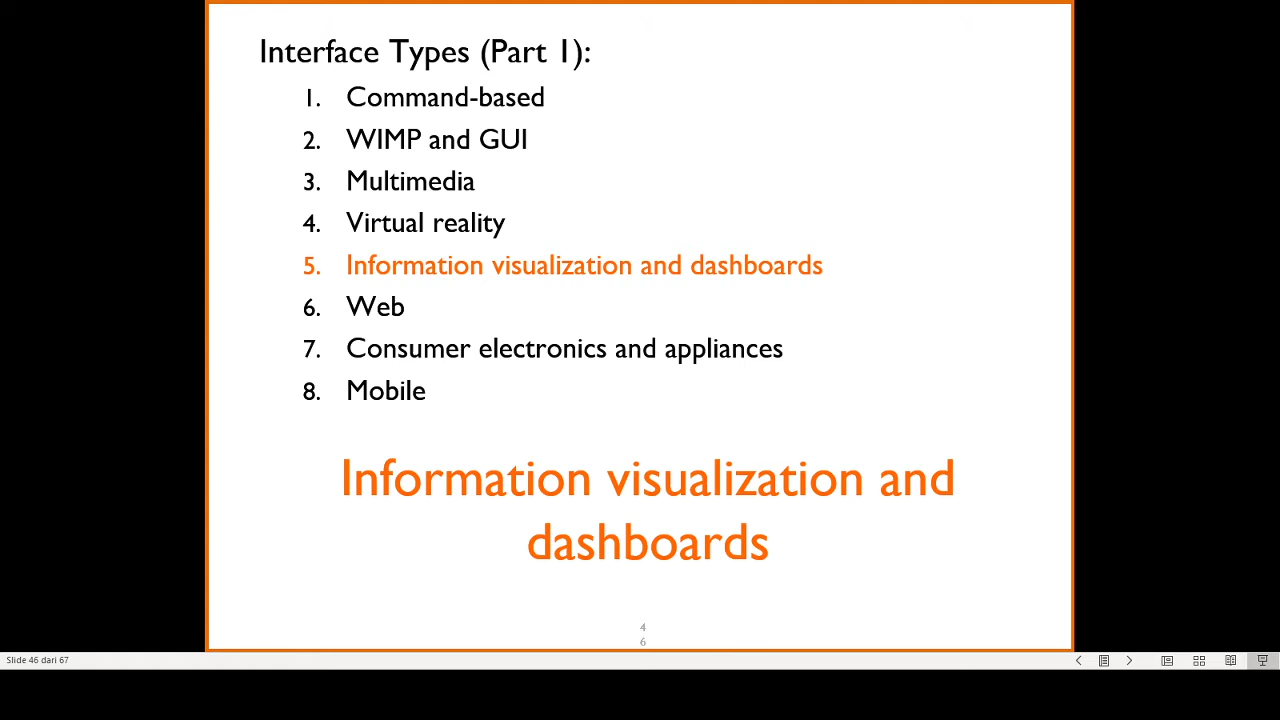 Interface Types (Part 1):
1. Command-based
2. WIMP and GUI
3. Multimedia
4. Virtual reality
5. Information visualization and dashboards
6. Web
7. Consumer electronics and appliances
8. Mobile
Information visualization and
dashboards
4
6
Slide 46 dari 67